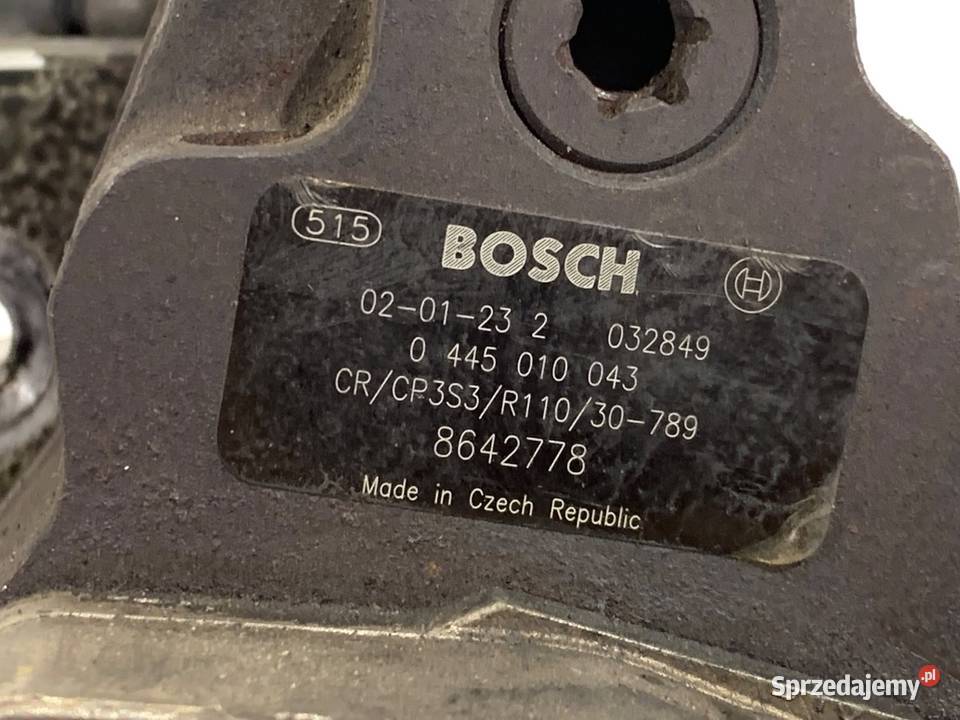 515
BOSCH
02-01-23 2 032849
0 445 010 043
CR/CP3S3/R110/30-789
8642778
Made in Czech Republic
Sprzedajemy.pl